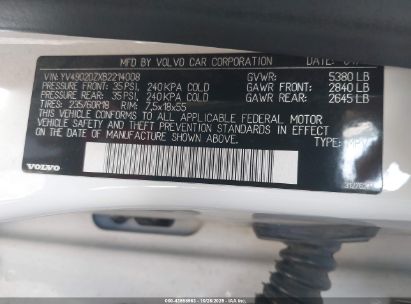 MFD BY VOLVO CAR CORPORATION DATE:
VIN: YV4902DZXB2214008 GVWR: 5380 LB
PRESSURE FRONT: 35 PSI, 240 KPA COLD GAWR FRONT: 2840 LB
PRESSURE REAR: 35 PSI, 240 KPA COLD GAWR REAR: 2645 LB
TIRES: 235/60R18 RIM: 7,5x18x55
THIS VEHICLE CONFORMS TO ALL APPLICABLE FEDERAL MOTOR
VEHICLE SAFETY AND THEFT PREVENTION STANDARDS IN EFFECT
ON THE DATE OF MANUFACTURE SHOWN ABOVE. TYPE:
VOLVO